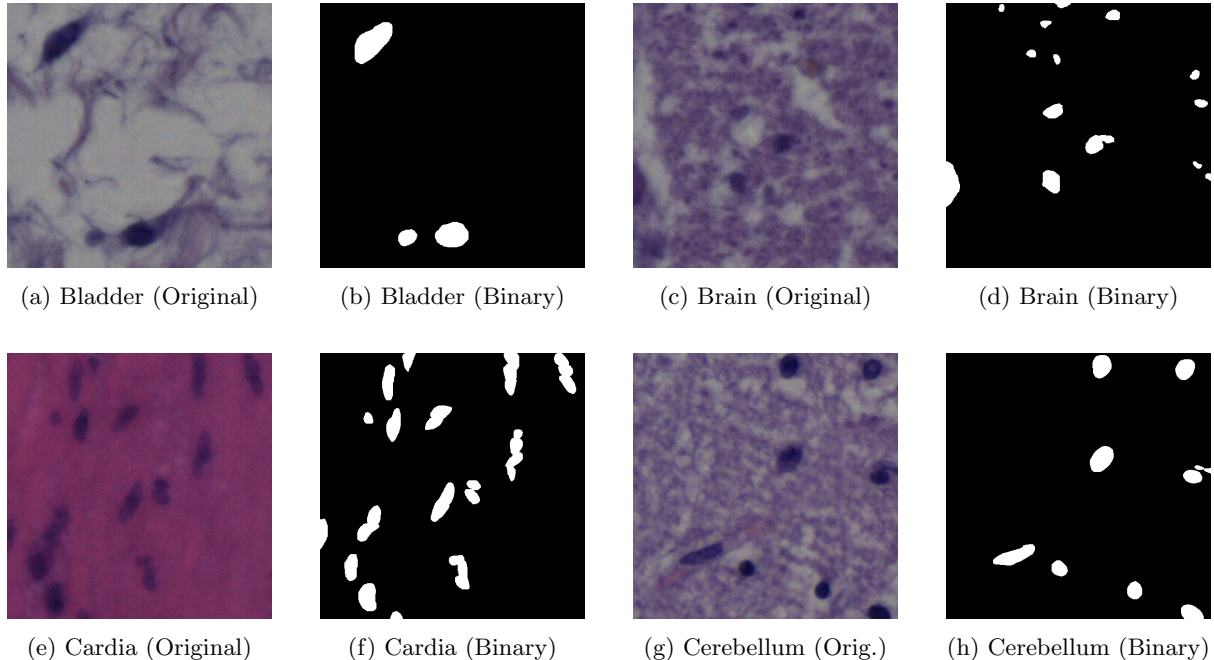 (a) Bladder (Original)
(b) Bladder (Binary)
(c) Brain (Original)
(d) Brain (Binary)
(e) Cardia (Original)
(f) Cardia (Binary)
(g) Cerebellum (Orig.)
(h) Cerebellum (Binary)